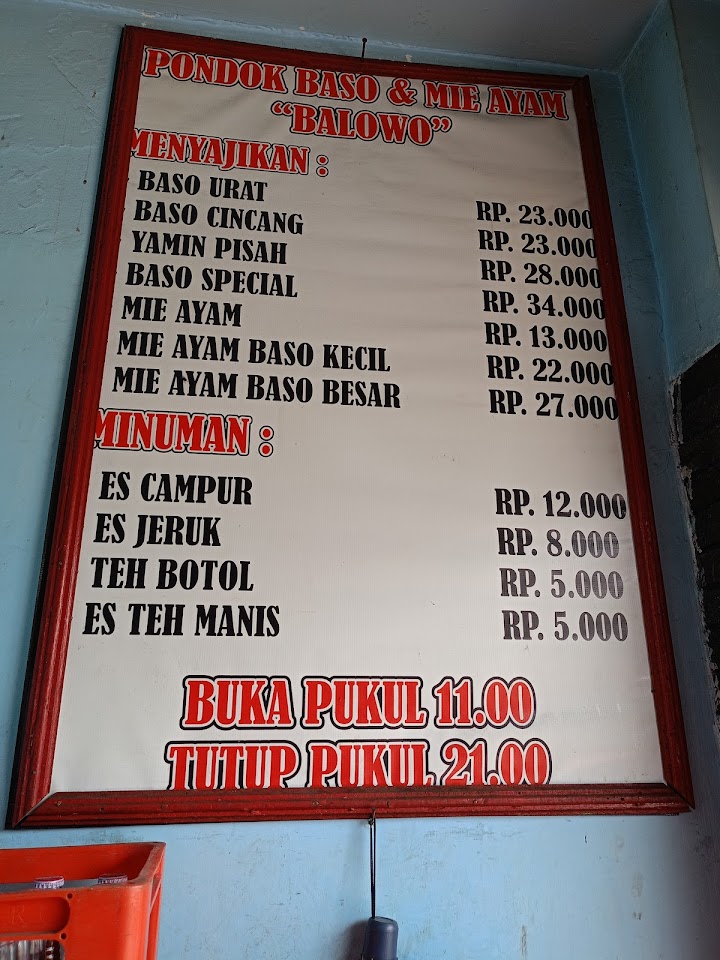 PONDOK BASO & MIE AYAM
“BALOWO”
MENYAJIKAN :
BASO URAT RP. 23.000
BASO CINCANG RP. 23.000
YAMIN PISAH RP. 28.000
BASO SPECIAL RP. 34.000
MIE AYAM RP. 13.000
MIE AYAM BASO KECIL RP. 22.000
MIE AYAM BASO BESAR RP. 27.000
MINUMAN :
ES CAMPUR RP. 12.000
ES JERUK RP. 8.000
TEH BOTOL RP. 5.000
ES TEH MANIS RP. 5.000
BUKA PUKUL 11.00
TUTUP PUKUL 21.00